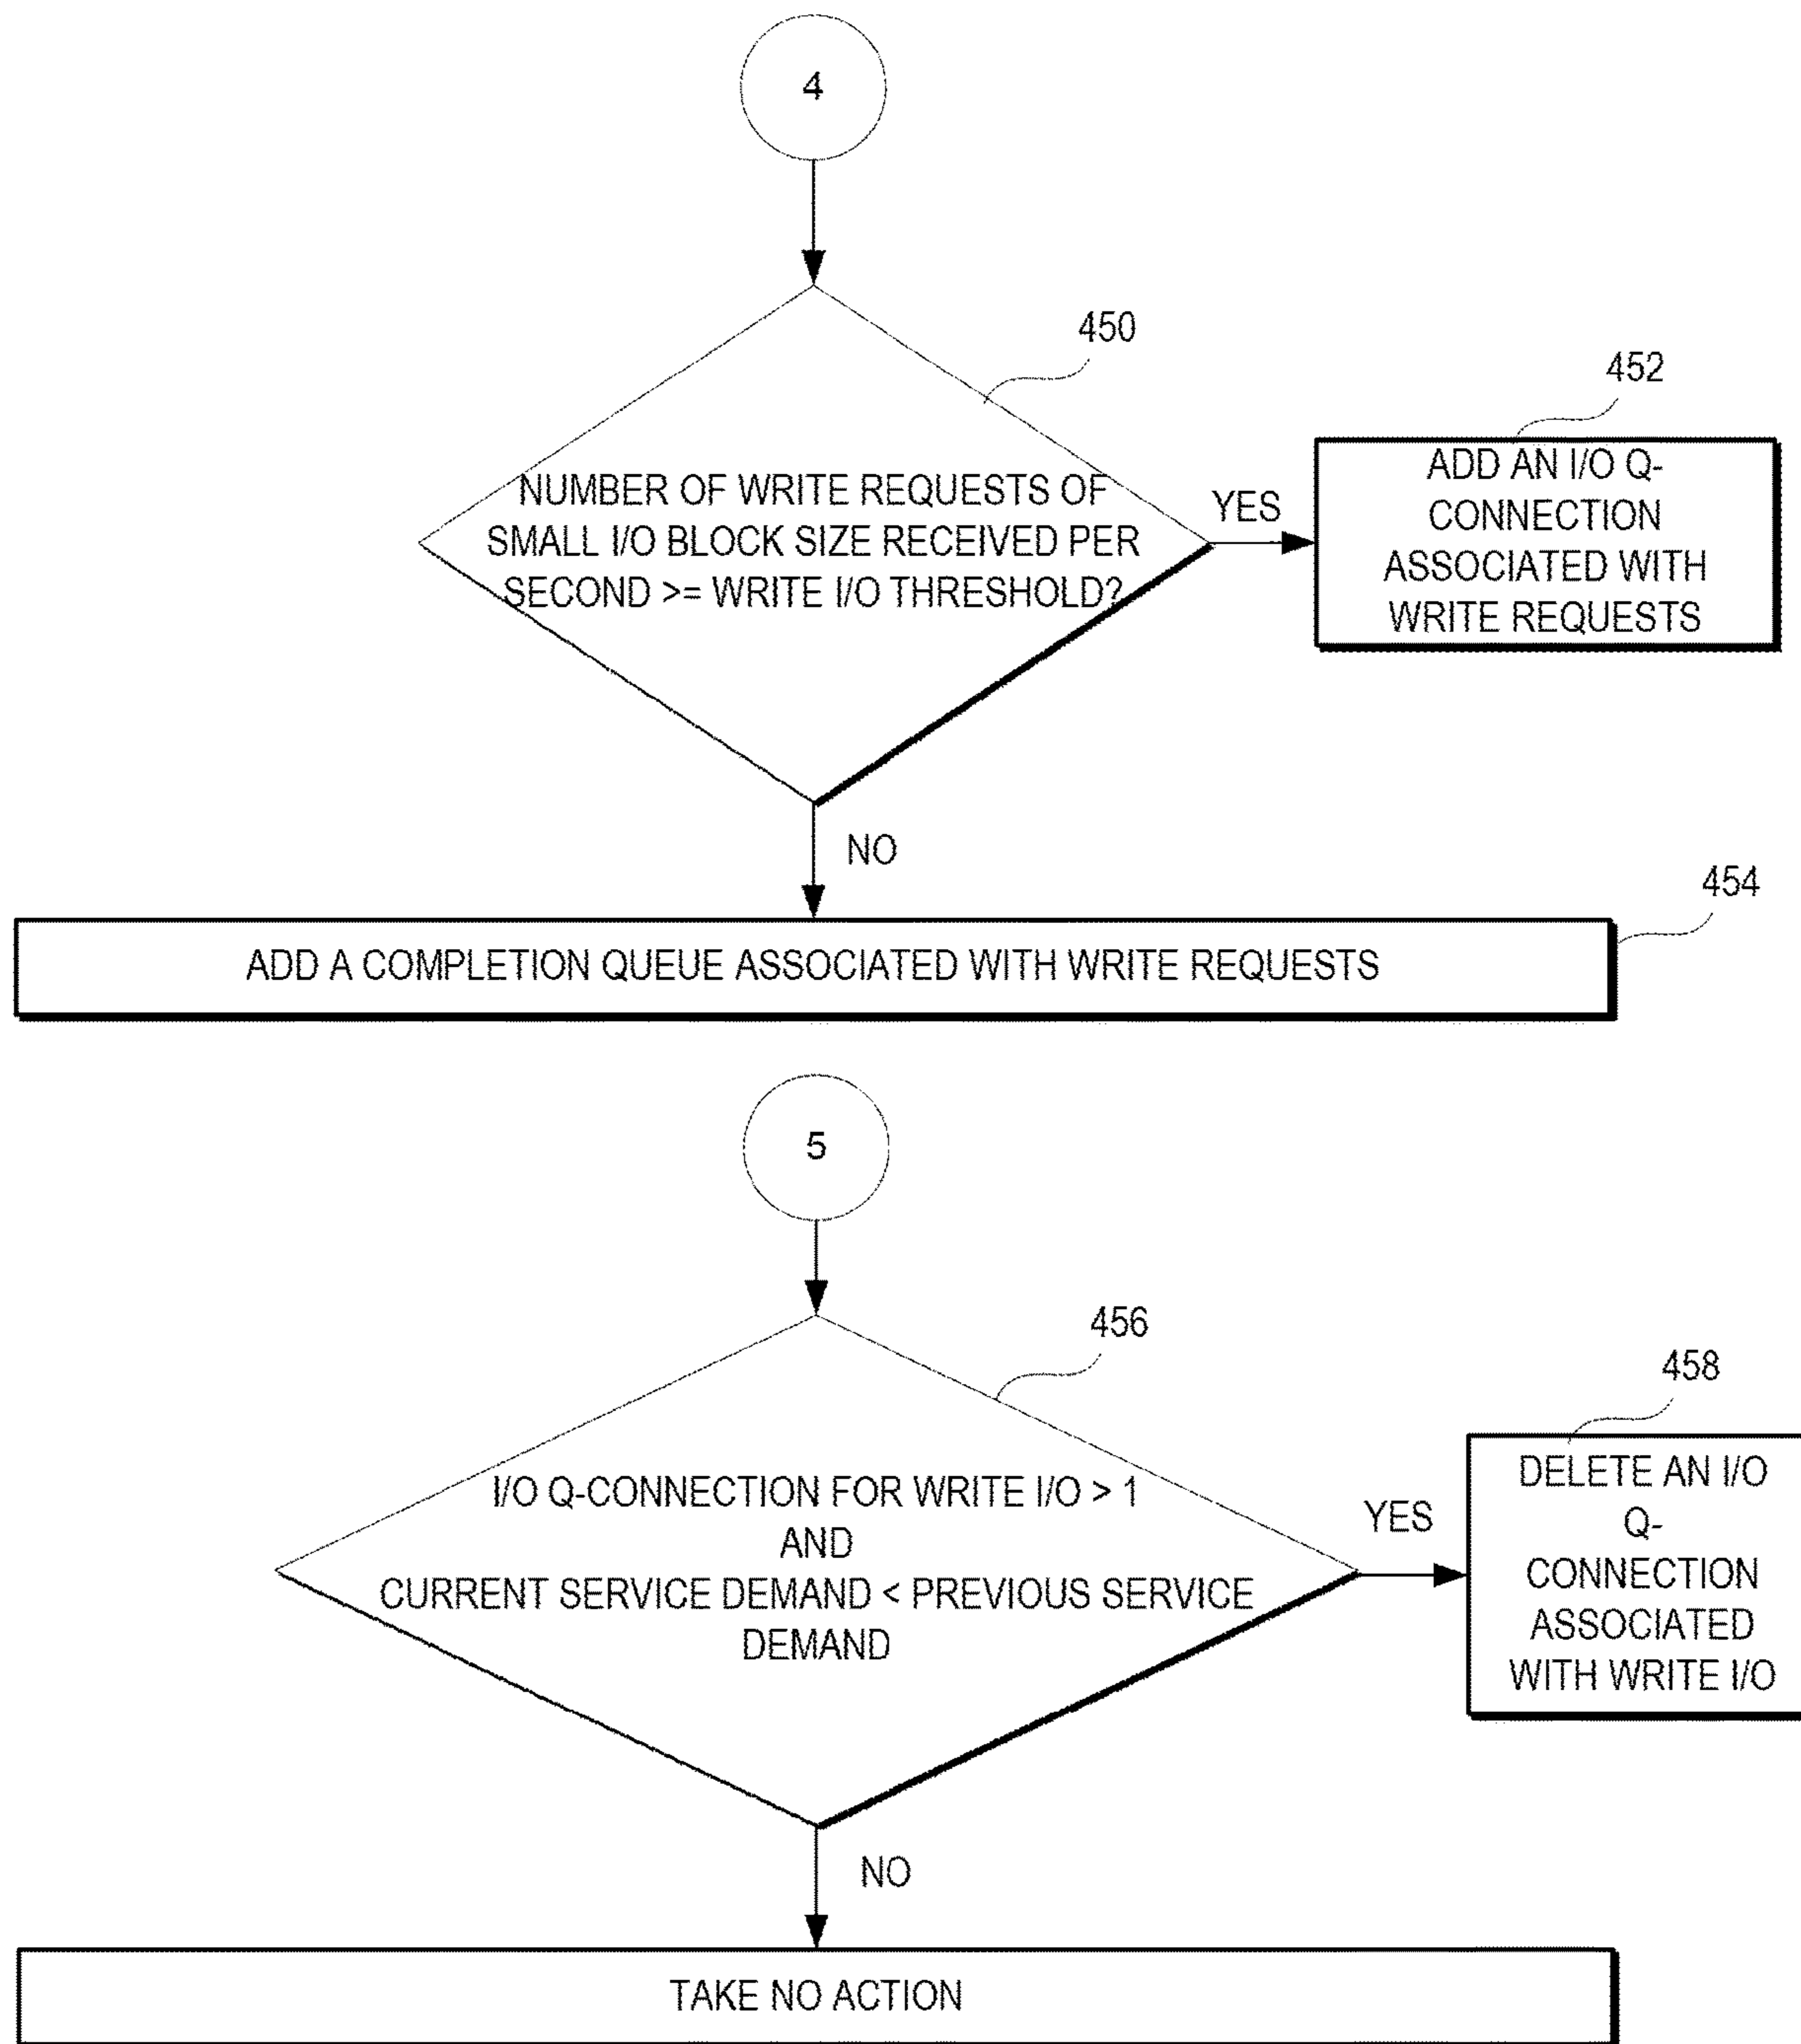 4
450
NUMBER OF WRITE REQUESTS OF
SMALL I/O BLOCK SIZE RECEIVED PER
SECOND >= WRITE I/O THRESHOLD?
YES
452
ADD AN I/O Q-
CONNECTION
ASSOCIATED WITH
WRITE REQUESTS
NO
454
ADD A COMPLETION QUEUE ASSOCIATED WITH WRITE REQUESTS
5
456
I/O Q-CONNECTION FOR WRITE I/O > 1
AND
CURRENT SERVICE DEMAND < PREVIOUS SERVICE
DEMAND
YES
458
DELETE AN I/O
Q-
CONNECTION
ASSOCIATED
WITH WRITE I/O
NO
TAKE NO ACTION